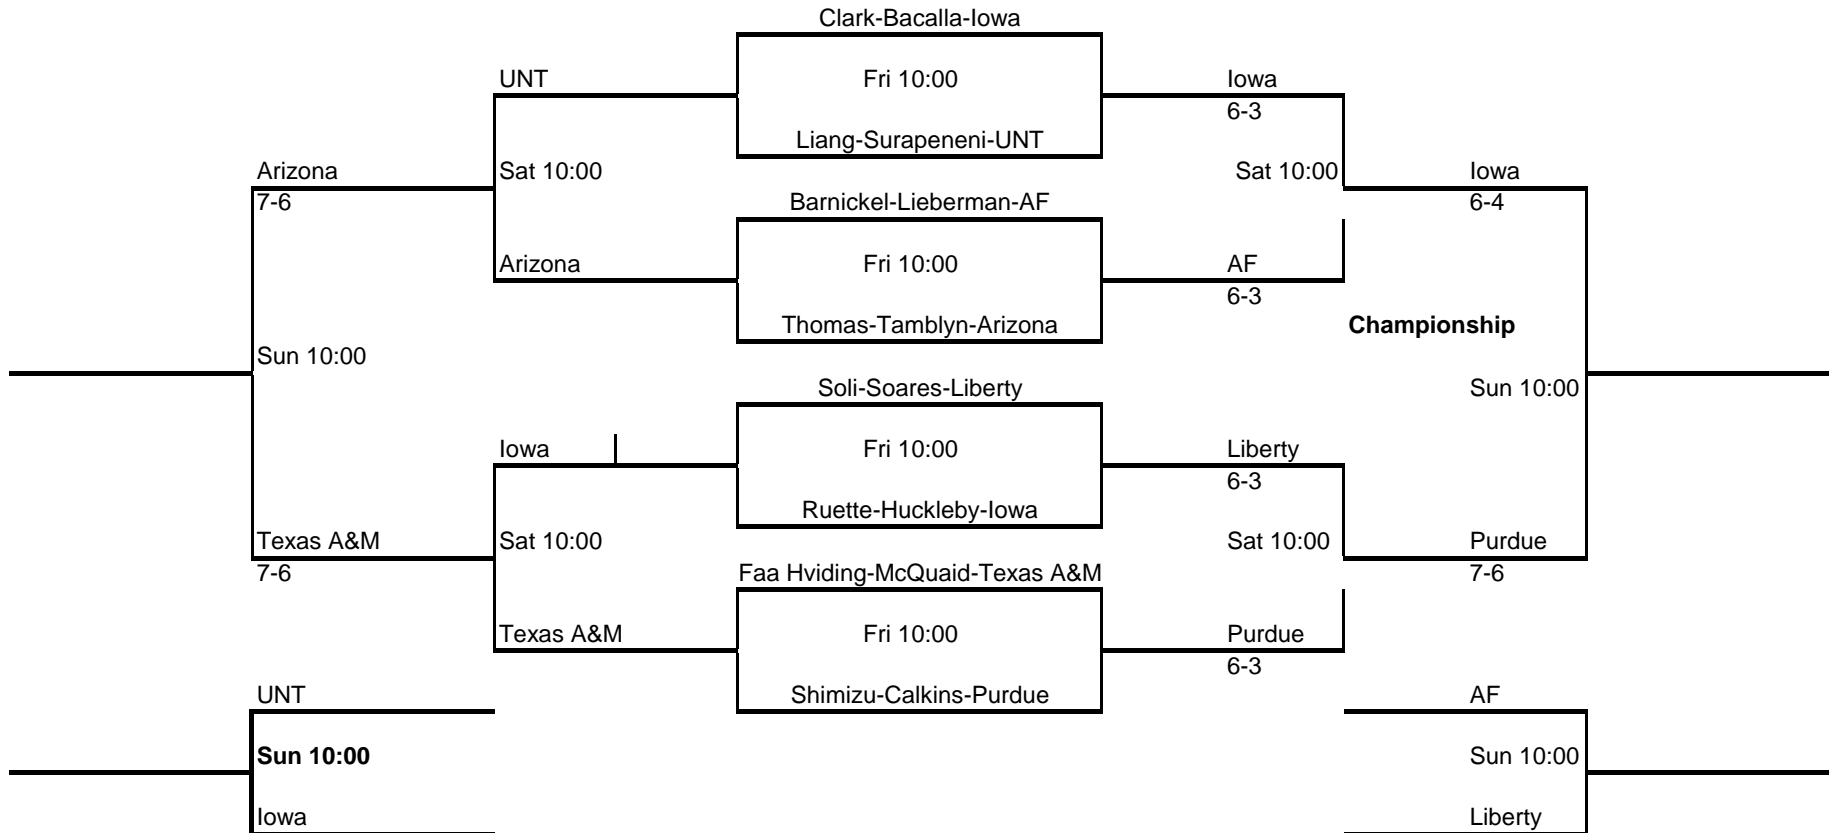 Clark-Bacalla-Iowa
UNT
Fri 10:00
Iowa
6-3
Liang-Surapeneni-UNT
Arizona
7-6
Sat 10:00
Sat 10:00
Iowa
6-4
Barnickel-Lieberman-AF
Arizona
Fri 10:00
AF
6-3
Thomas-Tamblyn-Arizona
Championship
Sun 10:00
Soli-Soares-Liberty
Sun 10:00
Iowa
Fri 10:00
Liberty
6-3
Ruette-Huckleby-Iowa
Texas A&M
7-6
Sat 10:00
Sat 10:00
Purdue
7-6
Faa Hviding-McQuaid-Texas A&M
Texas A&M
Fri 10:00
Purdue
6-3
UNT
Shimizu-Calkins-Purdue
AF
Sun 10:00
Sun 10:00
Iowa
Liberty